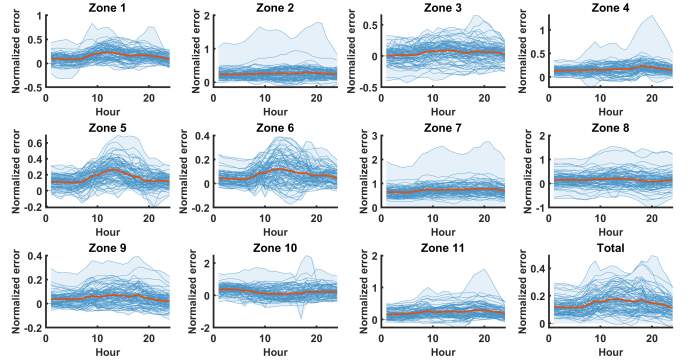 Zone 1 Zone 2 Zone 3 Zone 4
Normalized error 1 0.5 0 -0.5 0 10 20 Hour
Normalized error 2 1 0 0 10 20 Hour
Normalized error 0.5 0 -0.5 0 10 20 Hour
Normalized error 1 0.5 0 0 10 20 Hour
Zone 5 Zone 6 Zone 7 Zone 8
Normalized error 0.6 0.4 0.2 0 -0.2 0 10 20 Hour
Normalized error 0.4 0.2 0 -0.2 0 10 20 Hour
Normalized error 3 2 1 0 0 10 20 Hour
Normalized error 2 1 0 -1 0 10 20 Hour
Zone 9 Zone 10 Zone 11 Total
Normalized error 0.4 0.2 0 -0.2 0 10 20 Hour
Normalized error 2 0 -2 0 10 20 Hour
Normalized error 2 1 0 0 10 20 Hour
Normalized error 0.4 0.2 0 0 10 20 Hour